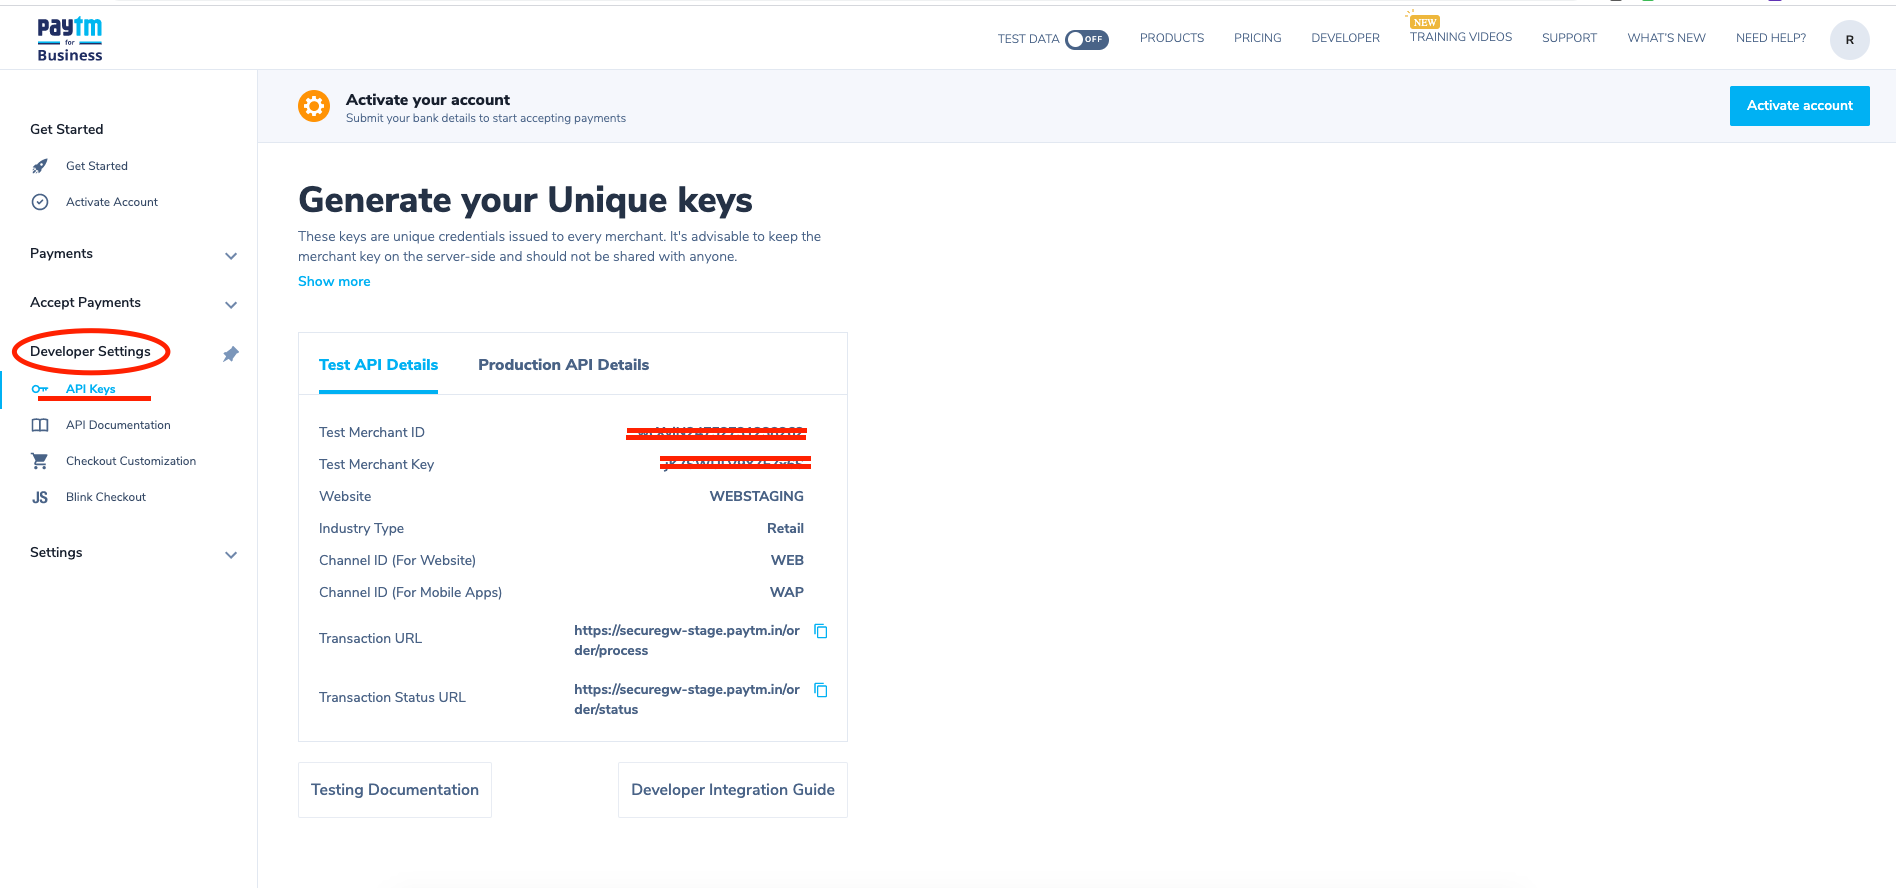 paytm
for
Business
TEST DATA
OFF
PRODUCTS
PRICING
DEVELOPER
NEW
TRAINING VIDEOS
SUPPORT
WHAT'S NEW
NEED HELP?
R
Get Started
Get Started
Activate Account
Payments
Accept Payments
Developer Settings
API Keys
API Documentation
Checkout Customization
JS Blink Checkout
Settings
Activate your account
Submit your bank details to start accepting payments
Activate account
Generate your Unique keys
These keys are unique credentials issued to every merchant. It's advisable to keep the
merchant key on the server-side and should not be shared with anyone.
Show more
Test API Details
Production API Details
Test Merchant ID
Test Merchant Key
Website WEBSTAGING
Industry Type Retail
Channel ID (For Website) WEB
Channel ID (For Mobile Apps) WAP
Transaction URL https://securegw-stage.paytm.in/or
der/process
Transaction Status URL https://securegw-stage.paytm.in/or
der/status
Testing Documentation
Developer Integration Guide